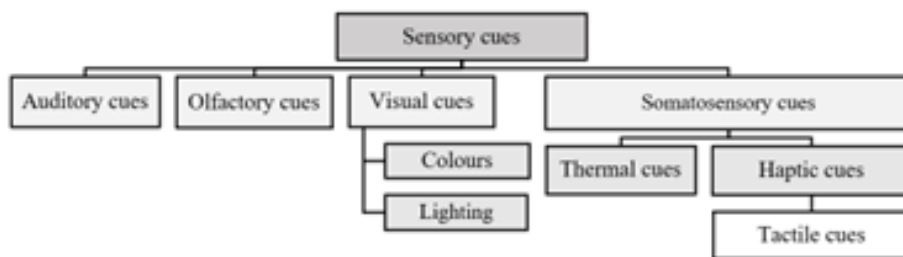 Sensory cues
Auditory cues
Olfactory cues
Visual cues
Somatosensory cues
Colours
Thermal cues
Haptic cues
Lighting
Tactile cues